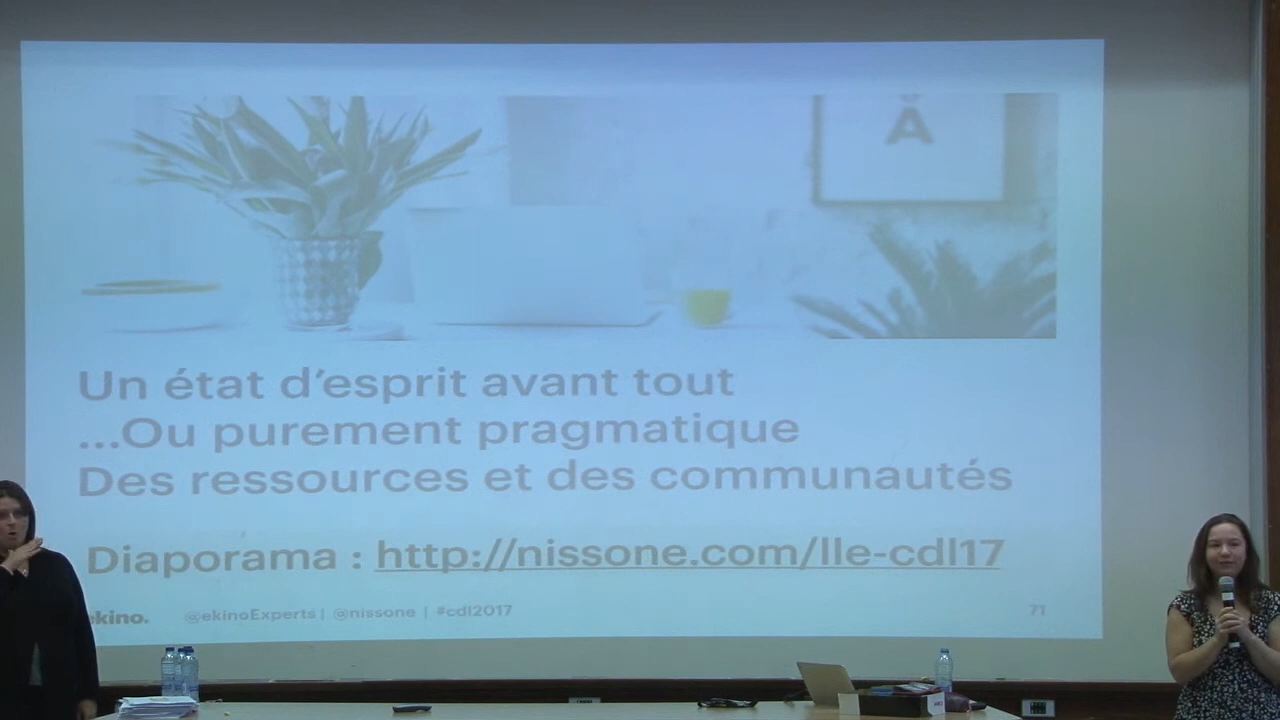 Ä
Un état d'esprit avant tout
...Ou purement pragmatique
Des ressources et des communautés
Diaporama : http://nissone.com/lle-cdl17
ekino. @ekinoExperts | @nissone | #cdl2017 71